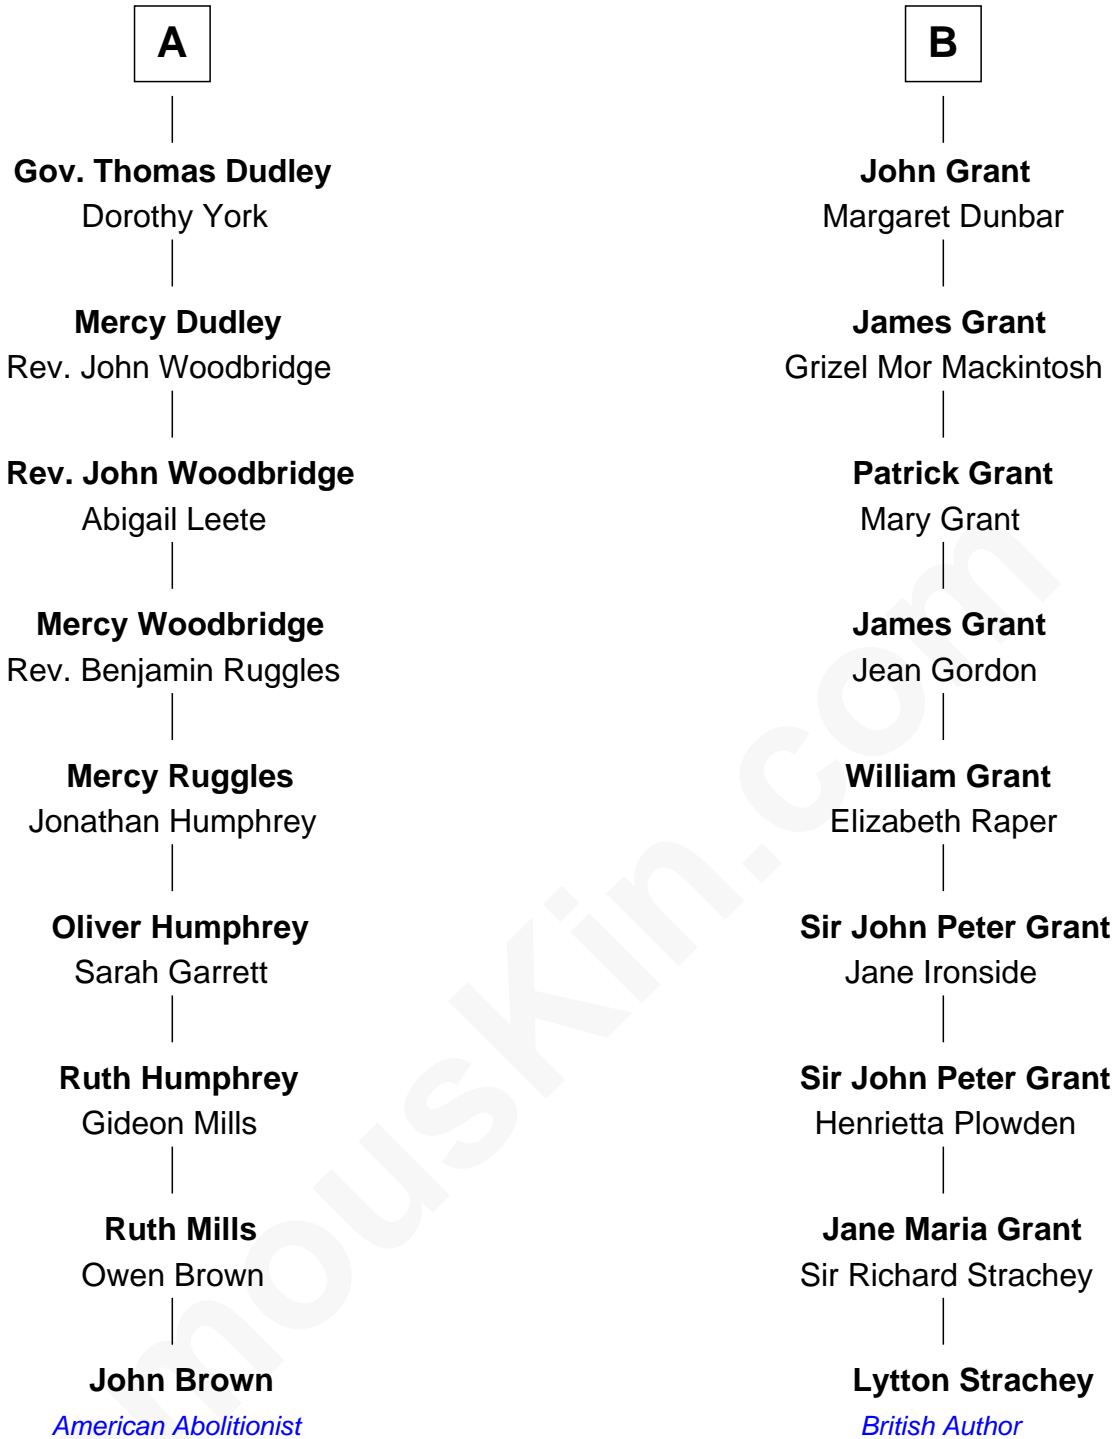 A
Gov. Thomas Dudley
Dorothy York
Mercy Dudley
Rev. John Woodbridge
Rev. John Woodbridge
Abigail Leete
Mercy Woodbridge
Rev. Benjamin Ruggles
Mercy Ruggles
Jonathan Humphrey
Oliver Humphrey
Sarah Garrett
Ruth Humphrey
Gideon Mills
Ruth Mills
Owen Brown
John Brown
American Abolitionist
B
John Grant
Margaret Dunbar
James Grant
Grizel Mor Mackintosh
Patrick Grant
Mary Grant
James Grant
Jean Gordon
William Grant
Elizabeth Raper
Sir John Peter Grant
Jane Ironside
Sir John Peter Grant
Henrietta Plowden
Jane Maria Grant
Sir Richard Strachey
Lytton Strachey
British Author
mousKin.com